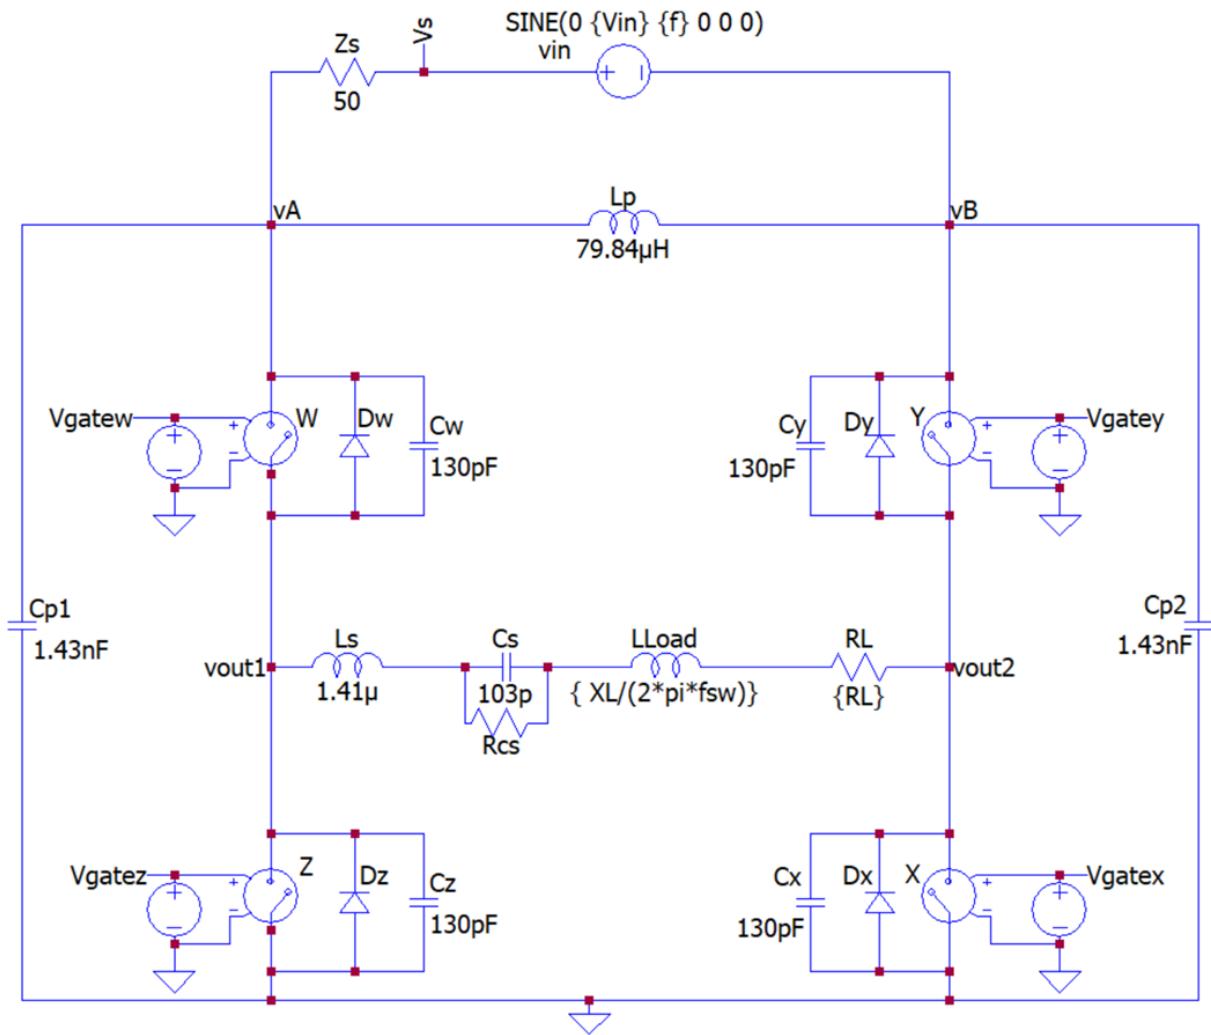 SINE(0 {Vin} {f} 0 0 0)
vin
Vs
Zs
50
+ −
vA
Lp
79.84µH
vB
Vgatew
+
−
+
−
W
Dw
Cw
130pF
Cy
130pF
Dy
Y
+
−
+
−
Vgatey
Cp1
1.43nF
vout1
Ls
1.41µ
Cs
103p
Rcs
LLoad
{ XL/(2*pi*fsw)}
RL
{RL}
vout2
Cp2
1.43nF
Vgatez
+
−
+
−
Z
Dz
Cz
130pF
Cx
130pF
Dx
X
+
−
+
−
Vgatex